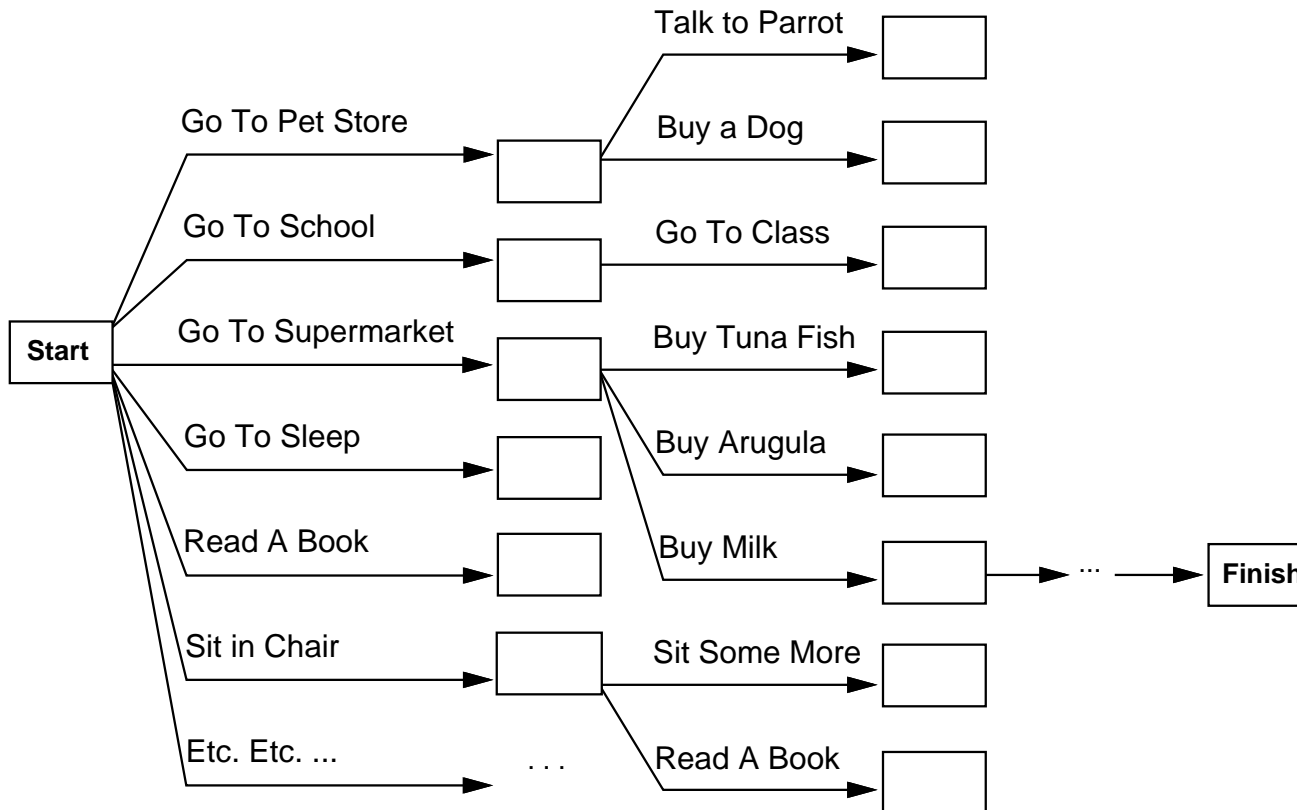 Talk to Parrot
Go To Pet Store
Buy a Dog
Go To School
Go To Class
Go To Supermarket
Buy Tuna Fish
Start
Go To Sleep
Buy Arugula
Read A Book
Buy Milk
...
Finish
Sit in Chair
Sit Some More
Etc. Etc. ...
. . .
Read A Book